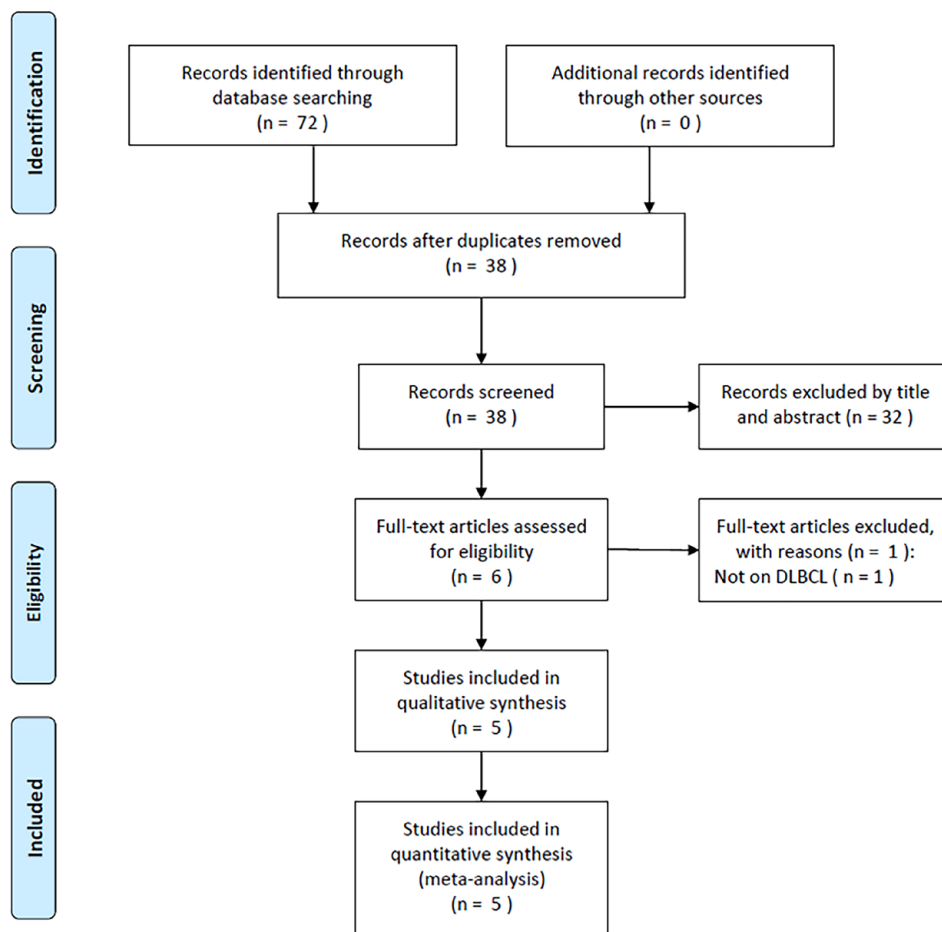 Identification
Records identified through
database searching
(n = 72 )
Additional records identified
through other sources
(n = 0 )
Records after duplicates removed
(n = 38 )
Screening
Records screened
(n = 38 )
Records excluded by title
and abstract (n = 32 )
Eligibility
Full-text articles assessed
for eligibility
(n = 6 )
Full-text articles excluded,
with reasons (n = 1 ):
Not on DLBCL ( n = 1 )
Studies included in
qualitative synthesis
(n = 5 )
Included
Studies included in
quantitative synthesis
(meta-analysis)
(n = 5 )